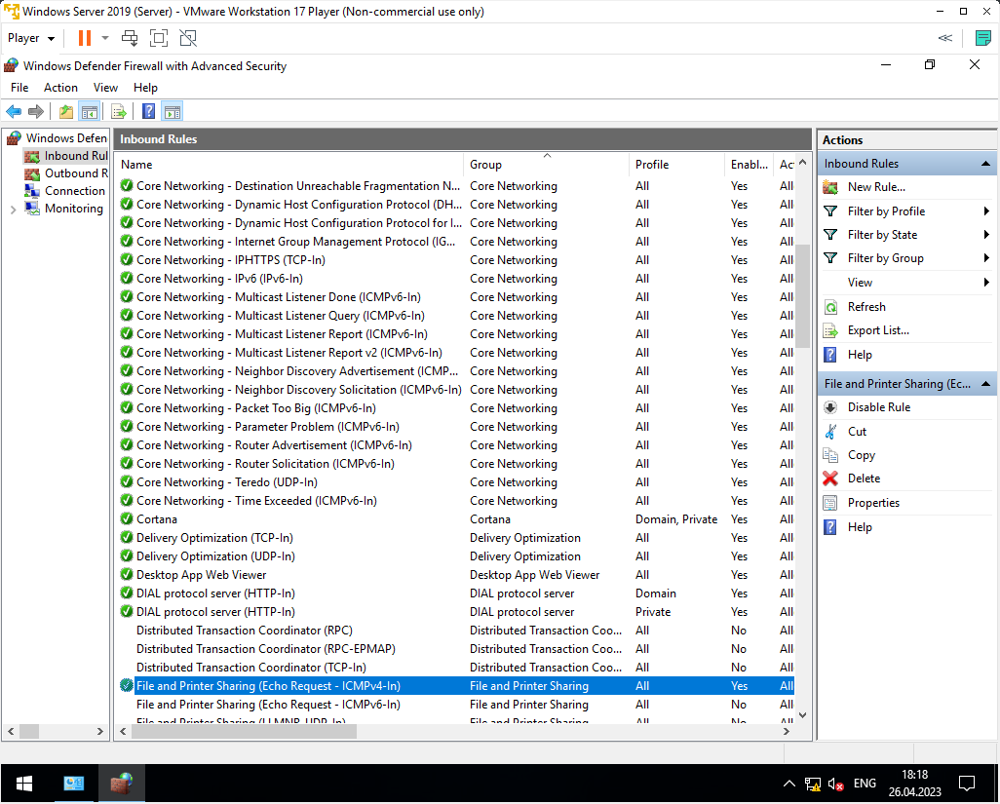 Windows Server 2019 (Server) - VMware Workstation 17 Player (Non-commercial use only)
Player
Windows Defender Firewall with Advanced Security
File Action View Help
Windows Defen
Inbound Rul
Outbound R
Connection
Monitoring
Inbound Rules
Name Group Profile Enabl... Ac
Core Networking - Destination Unreachable Fragmentation N... Core Networking All Yes All
Core Networking - Dynamic Host Configuration Protocol (DH... Core Networking All Yes All
Core Networking - Dynamic Host Configuration Protocol for I... Core Networking All Yes All
Core Networking - Internet Group Management Protocol (IG... Core Networking All Yes All
Core Networking - IPHTTPS (TCP-In) Core Networking All Yes All
Core Networking - IPv6 (IPv6-In) Core Networking All Yes All
Core Networking - Multicast Listener Done (ICMPv6-In) Core Networking All Yes All
Core Networking - Multicast Listener Query (ICMPv6-In) Core Networking All Yes All
Core Networking - Multicast Listener Report (ICMPv6-In) Core Networking All Yes All
Core Networking - Multicast Listener Report v2 (ICMPv6-In) Core Networking All Yes All
Core Networking - Neighbor Discovery Advertisement (ICMP... Core Networking All Yes All
Core Networking - Neighbor Discovery Solicitation (ICMPv6-In) Core Networking All Yes All
Core Networking - Packet Too Big (ICMPv6-In) Core Networking All Yes All
Core Networking - Parameter Problem (ICMPv6-In) Core Networking All Yes All
Core Networking - Router Advertisement (ICMPv6-In) Core Networking All Yes All
Core Networking - Router Solicitation (ICMPv6-In) Core Networking All Yes All
Core Networking - Teredo (UDP-In) Core Networking All Yes All
Core Networking - Time Exceeded (ICMPv6-In) Core Networking All Yes All
Cortana Cortana Domain, Private Yes All
Delivery Optimization (TCP-In) Delivery Optimization All Yes All
Delivery Optimization (UDP-In) Delivery Optimization All Yes All
Desktop App Web Viewer Desktop App Web Viewer All Yes All
DIAL protocol server (HTTP-In) DIAL protocol server Domain Yes All
DIAL protocol server (HTTP-In) DIAL protocol server Private Yes All
Distributed Transaction Coordinator (RPC) Distributed Transaction Coo... All No All
Distributed Transaction Coordinator (RPC-EPMAP) Distributed Transaction Coo... All No All
Distributed Transaction Coordinator (TCP-In) Distributed Transaction Coo... All No All
File and Printer Sharing (Echo Request - ICMPv4-In) File and Printer Sharing All Yes All
File and Printer Sharing (Echo Request - ICMPv6-In) File and Printer Sharing All No All
File and Printer Sharing (LLMNR-UDP-In) File and Printer Sharing All No All
Actions
Inbound Rules
New Rule...
Filter by Profile
Filter by State
Filter by Group
View
Refresh
Export List...
Help
File and Printer Sharing (Ec...
Disable Rule
Cut
Copy
Delete
Properties
Help
ENG
18:18
26.04.2023